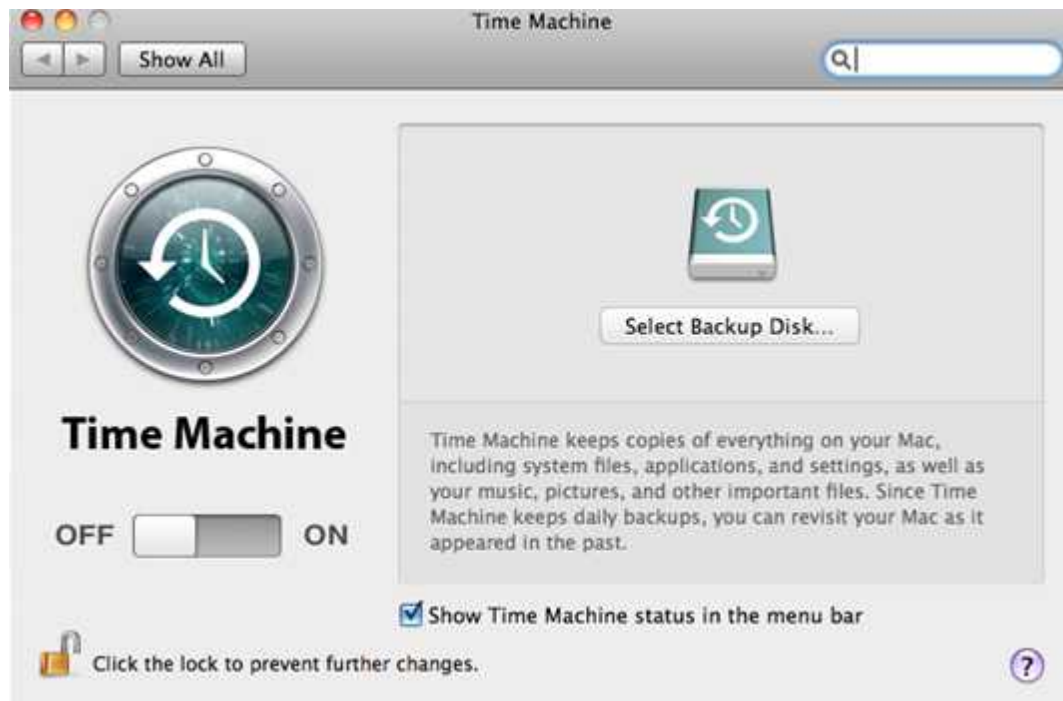 Time Machine
Show All
Select Backup Disk...
Time Machine
Time Machine keeps copies of everything on your Mac,
including system files, applications, and settings, as well as
your music, pictures, and other important files. Since Time
Machine keeps daily backups, you can revisit your Mac as it
appeared in the past.
OFF ON
Show Time Machine status in the menu bar
Click the lock to prevent further changes.
?